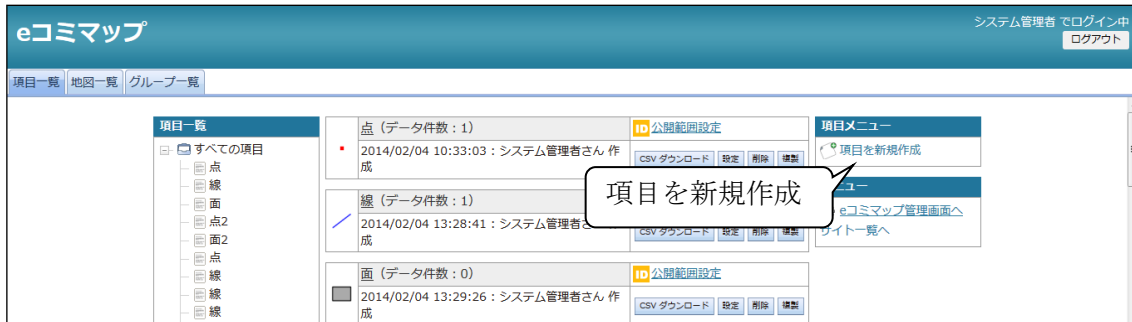 eコミマップ
システム管理者 でログイン中
ログアウト
項目一覧 地図一覧 グループ一覧
項目一覧
すべての項目
点
線
面
点2
面2
点
線
線
線
点（データ件数：1）
公開範囲設定
2014/02/04 10:33:03：システム管理者さん 作成
CSV ダウンロード 設定 削除 複製
線（データ件数：1）
2014/02/04 13:28:41：システム管理者さ
成
CSV ダウンロード 設定 削除 複製
面（データ件数：0）
公開範囲設定
2014/02/04 13:29:26：システム管理者さん 作
成
CSV ダウンロード 設定 削除 複製
項目メニュー
項目を新規作成
項目を新規作成
ニュー
eコミマップ管理画面へ
サイト一覧へ